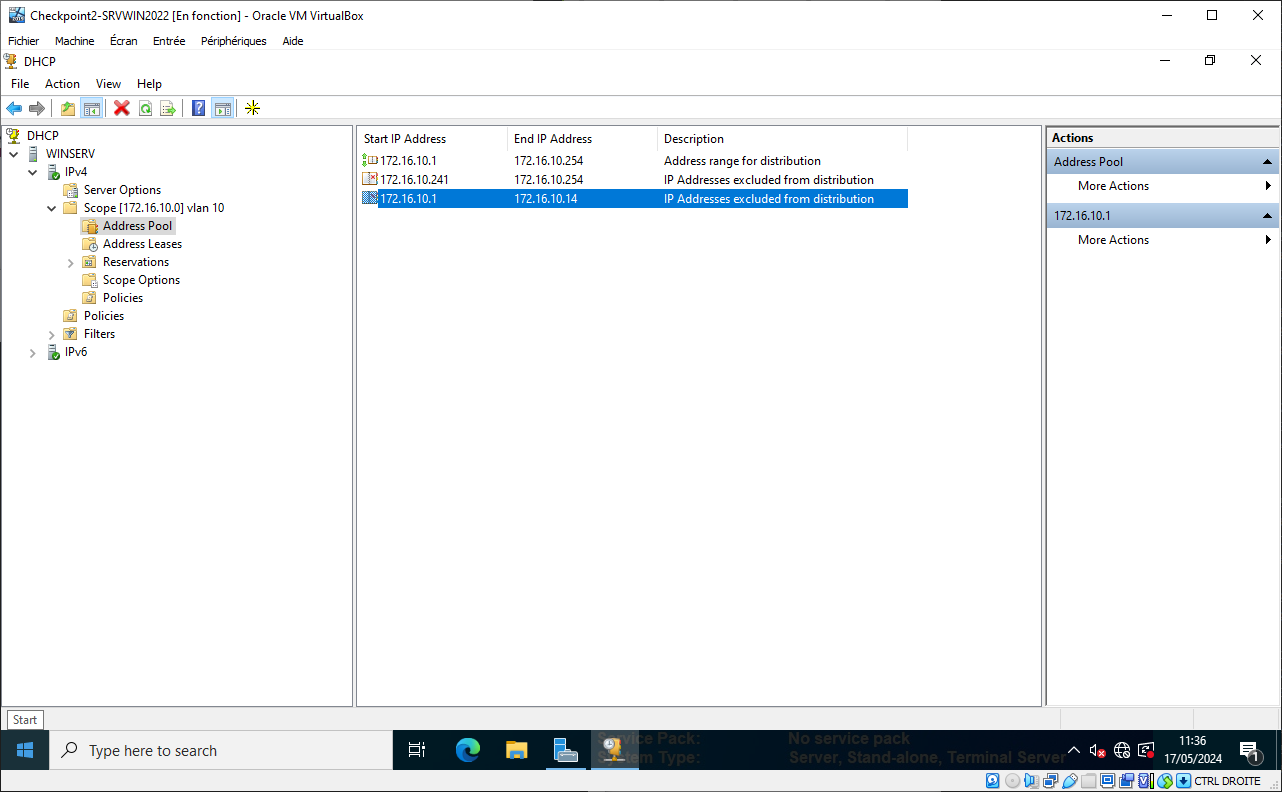 Checkpoint2-SRVWIN2022 [En fonction] - Oracle VM VirtualBox
Fichier Machine Écran Entrée Périphériques Aide
DHCP
File Action View Help
DHCP
WINSERV
IPv4
Server Options
Scope [172.16.10.0] vlan 10
Address Pool
Address Leases
Reservations
Scope Options
Policies
Policies
Filters
IPv6
Start IP Address End IP Address Description
172.16.10.1 172.16.10.254 Address range for distribution
172.16.10.241 172.16.10.254 IP Addresses excluded from distribution
172.16.10.1 172.16.10.14 IP Addresses excluded from distribution
Actions
Address Pool
More Actions
172.16.10.1
More Actions
Start
Type here to search
Service Pack: No service pack
System Type: Server, Stand-alone, Terminal Server
11:36
17/05/2024
1
CTRL DROITE